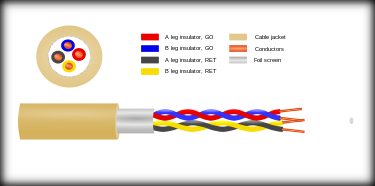 A leg insulator, GO
B leg insulator, GO
A leg insulator, RET
B leg insulator, RET
Cable jacket
Conductors
Foil screen